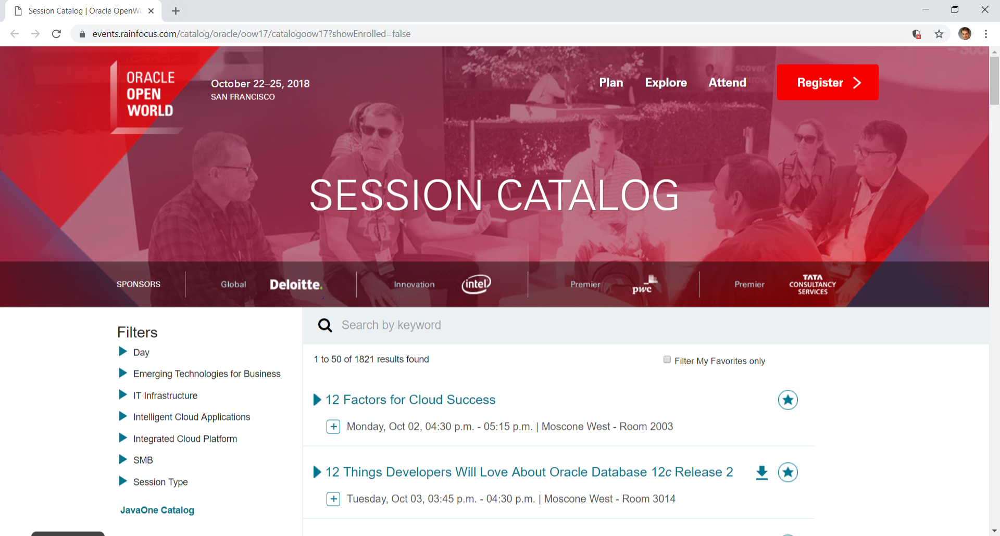 Session Catalog | Oracle OpenWo
events.rainfocus.com/catalog/oracle/oow17/catalogoow17?showEnrolled=false
ORACLE
OPEN
WORLD
October 22–25, 2018
SAN FRANCISCO
Plan
Explore
Attend
Register
SESSION CATALOG
SPONSORS
Global
Deloitte.
Innovation
intel
Premier
pwc
Premier
TATA
CONSULTANCY
SERVICES
Filters
Day
Emerging Technologies for Business
IT Infrastructure
Intelligent Cloud Applications
Integrated Cloud Platform
SMB
Session Type
JavaOne Catalog
Search by keyword
1 to 50 of 1821 results found
Filter My Favorites only
12 Factors for Cloud Success
Monday, Oct 02, 04:30 p.m. - 05:15 p.m. | Moscone West - Room 2003
12 Things Developers Will Love About Oracle Database 12c Release 2
Tuesday, Oct 03, 03:45 p.m. - 04:30 p.m. | Moscone West - Room 3014